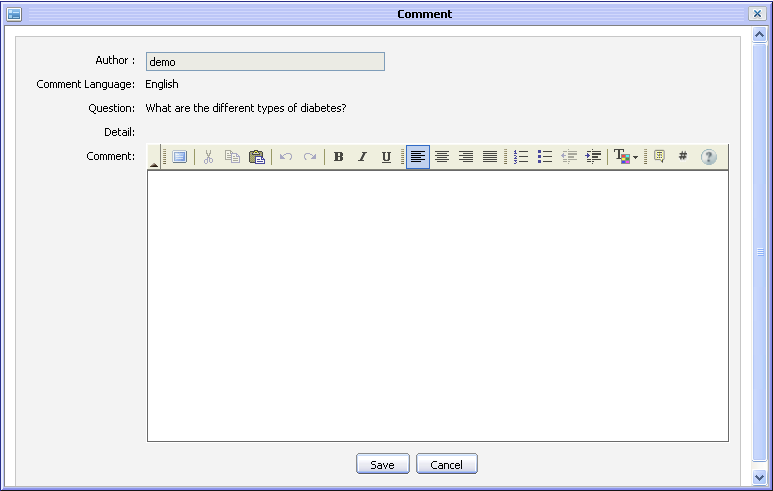 Comment
Author : demo
Comment Language: English
Question: What are the different types of diabetes?
Detail:
Comment:
B I U T #  ?
Save Cancel